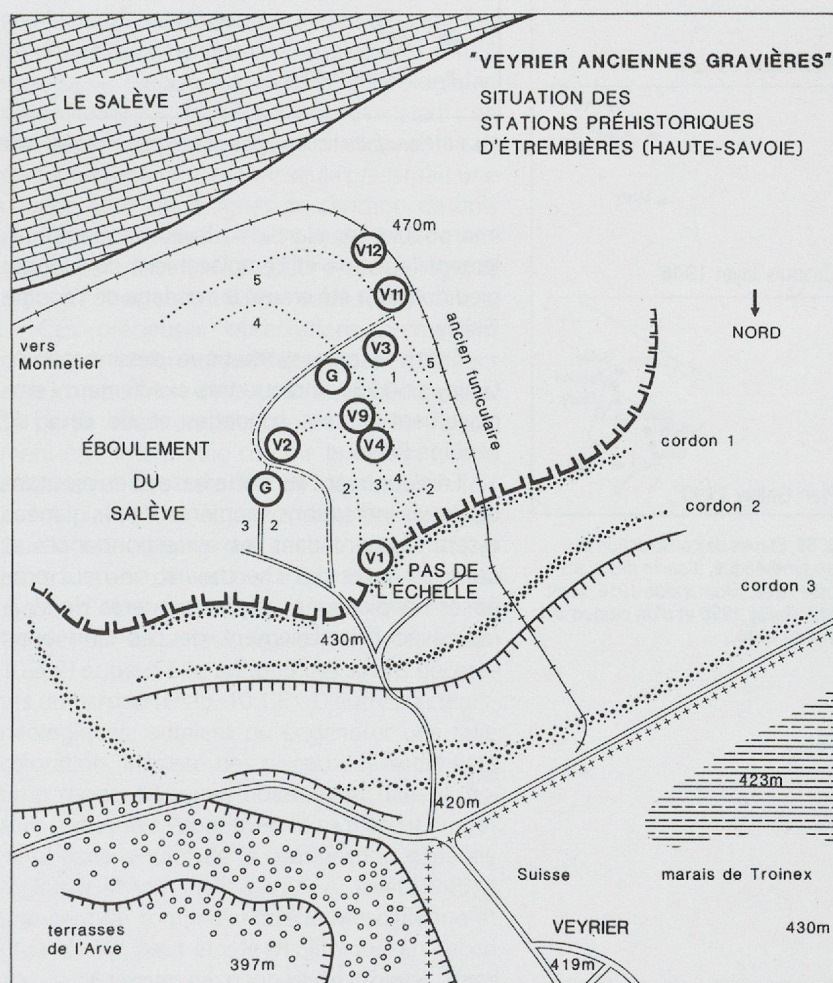 "VEYRIER ANCIENNES GRAVIÈRES"
SITUATION DES
STATIONS PRÉHISTORIQUES
D'ÉTREMBIÈRES (HAUTE-SAVOIE)
LE SALÈVE
470m
V12
V11
5
4
vers
Monnetier
NORD
V3
G
5
ancien funiculaire
V9
V4
V2
ÉBOULEMENT
DU
SALÈVE
cordon 1
G
4
2
2
3
2
cordon 2
V1
PAS DE
L'ÉCHELLE
cordon 3
430m
423m
420m
Suisse
marais de Troinex
VEYRIER
430m
terrasses
de l'Arve
397m
419m